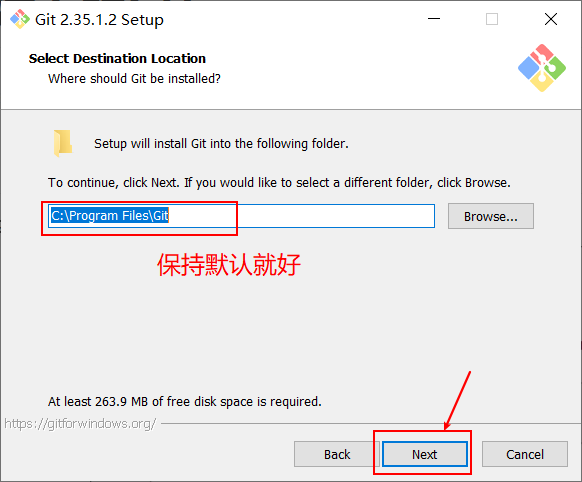 Git 2.35.1.2 Setup
Select Destination Location
Where should Git be installed?
Setup will install Git into the following folder.
To continue, click Next. If you would like to select a different folder, click Browse.
C:\Program Files\Git
Browse...
保持默认就好
At least 263.9 MB of free disk space is required.
https://gitforwindows.org/
Back
Next
Cancel